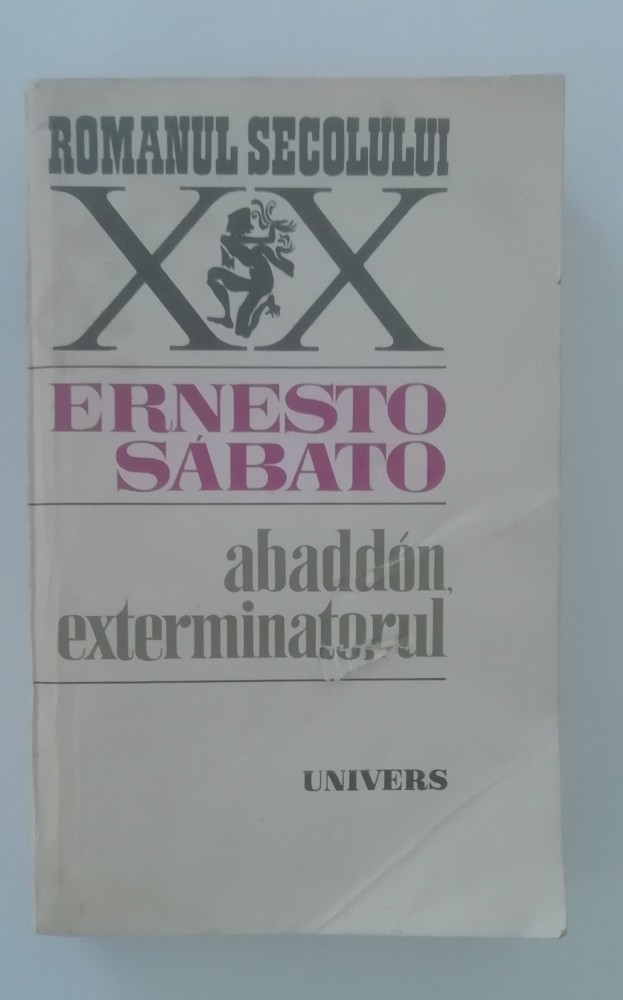 ROMANUL SECOLULUI
XX
ERNESTO
SÁBATO
abaddón,
exterminatorul
UNIVERS